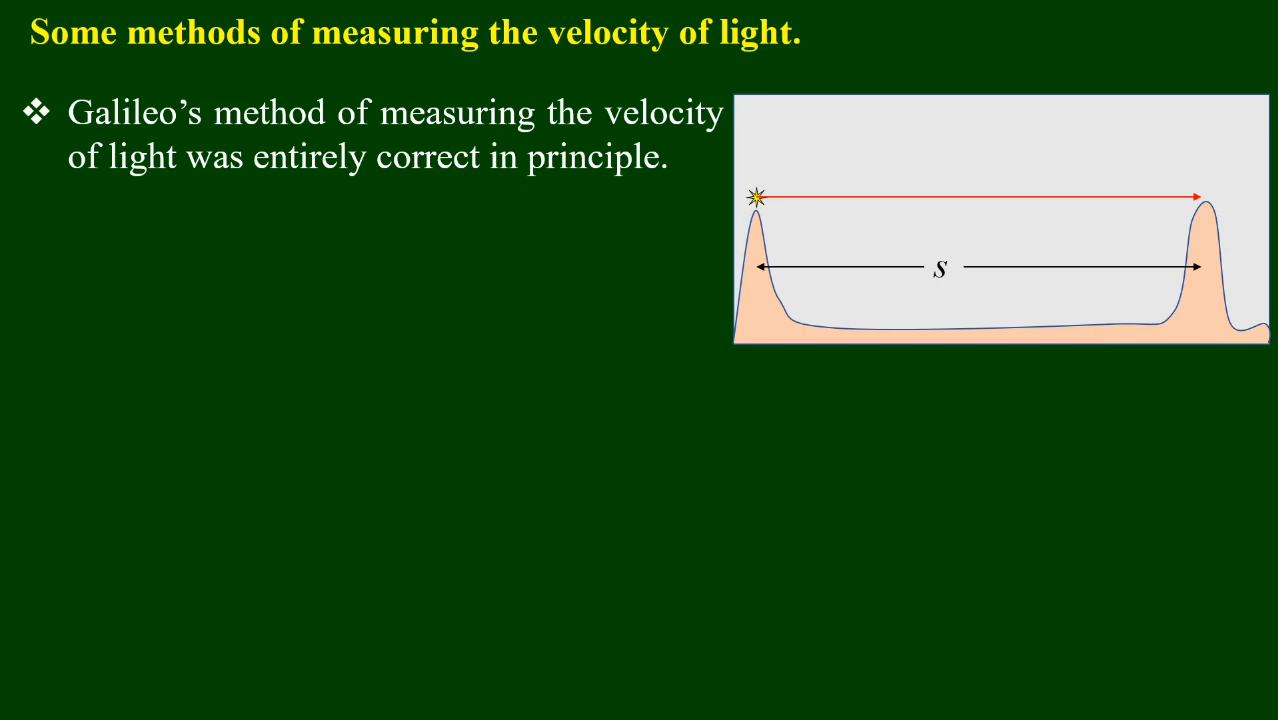 Some methods of measuring the velocity of light.
❖ Galileo’s method of measuring the velocity
of light was entirely correct in principle.
S